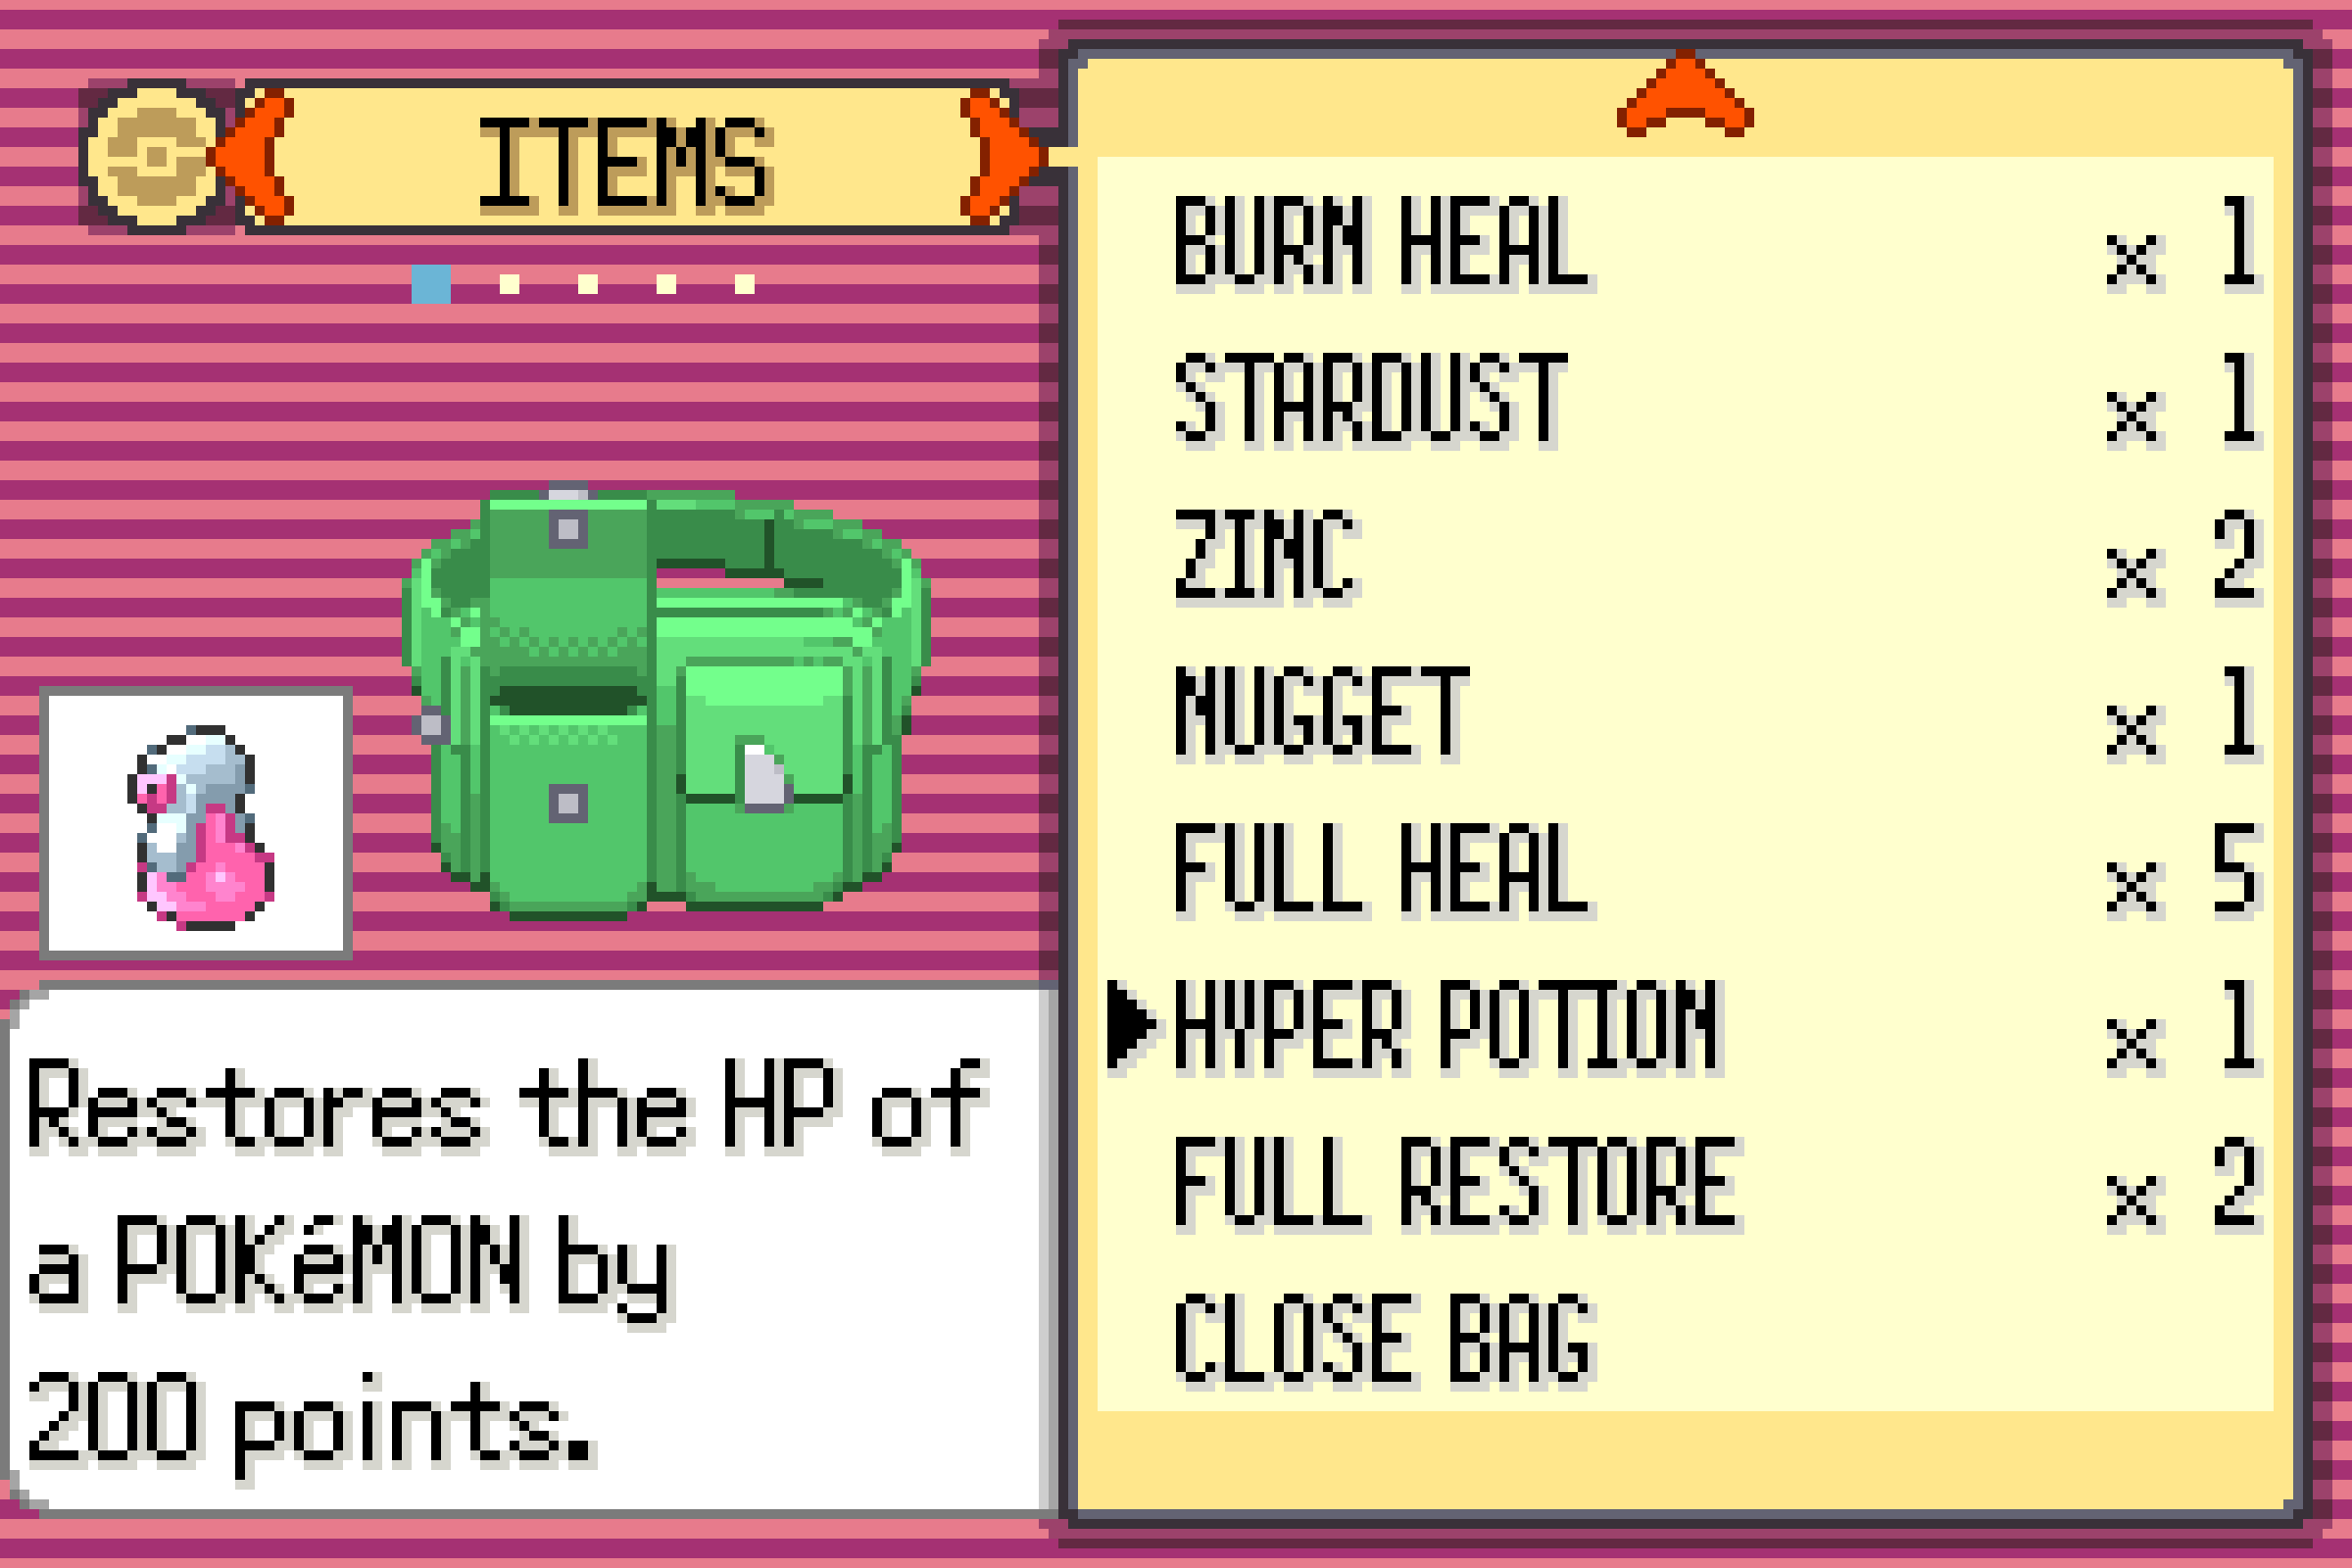 ITEMS
BURN HEAL × 1
STARDUST × 1
ZINC × 2
NUGGET × 1
FULL HEAL × 5
▶HYPER POTION × 1
FULL RESTORE × 2
CLOSE BAG
Restores the HP of
a POKéMON by
200 points.